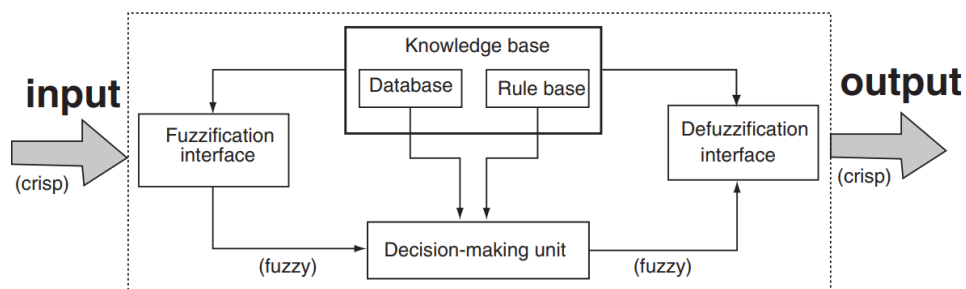 Knowledge base
input
output
Database
Rule base
Fuzzification
interface
Defuzzification
interface
(crisp)
(crisp)
Decision-making unit
(fuzzy)
(fuzzy)